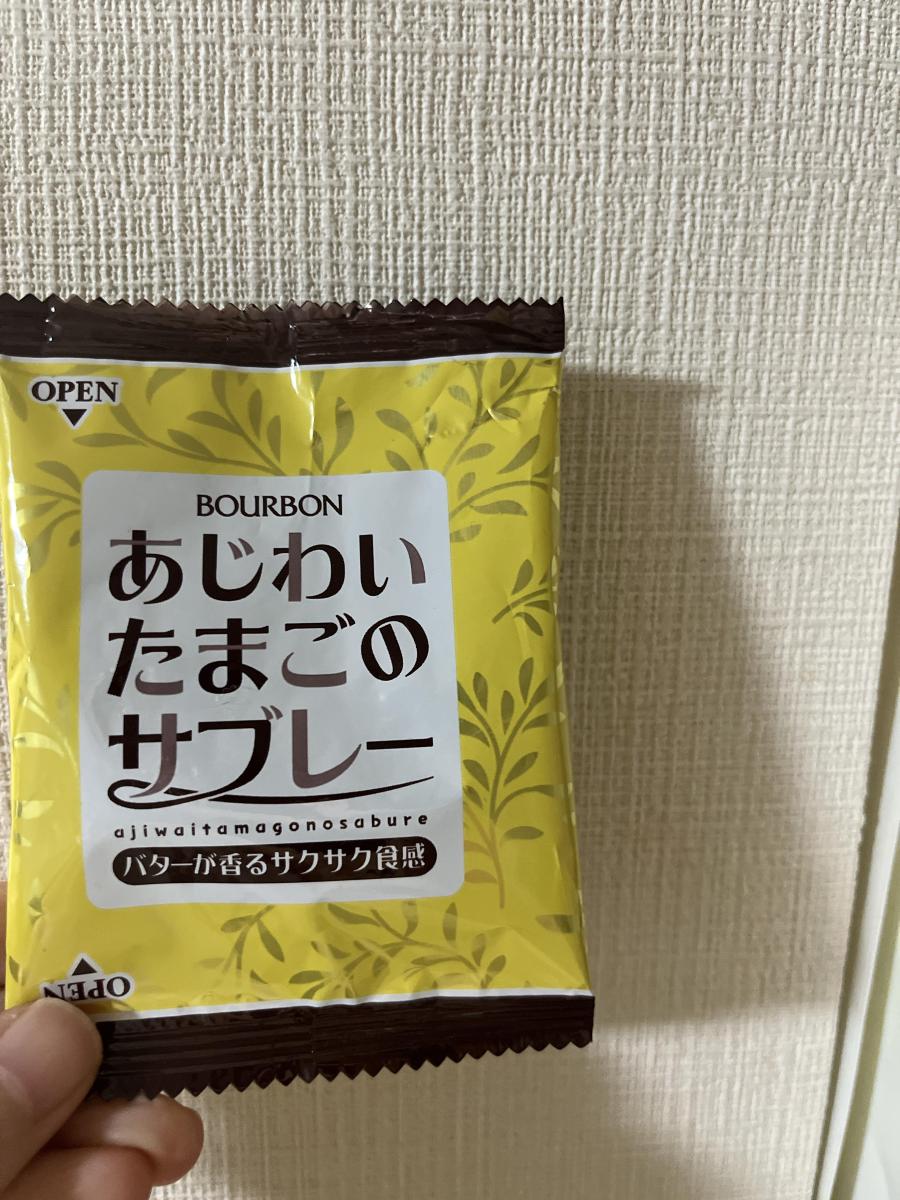 OPEN
BOURBON
あじわい
たまごの
サブレー
ajiwaitamagonosabure
バターが香るサクサク食感
OPEN